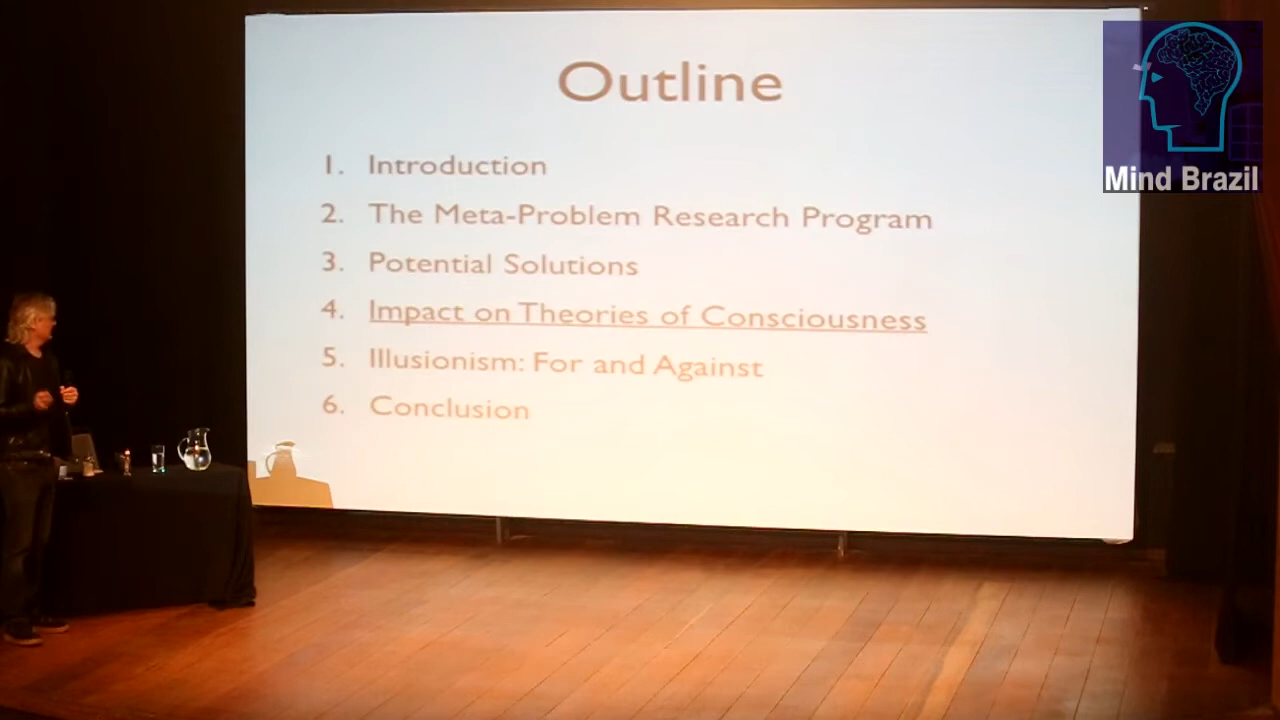 Outline
1. Introduction
2. The Meta-Problem Research Program
3. Potential Solutions
4. Impact on Theories of Consciousness
5. Illusionism: For and Against
6. Conclusion
Mind Brazil